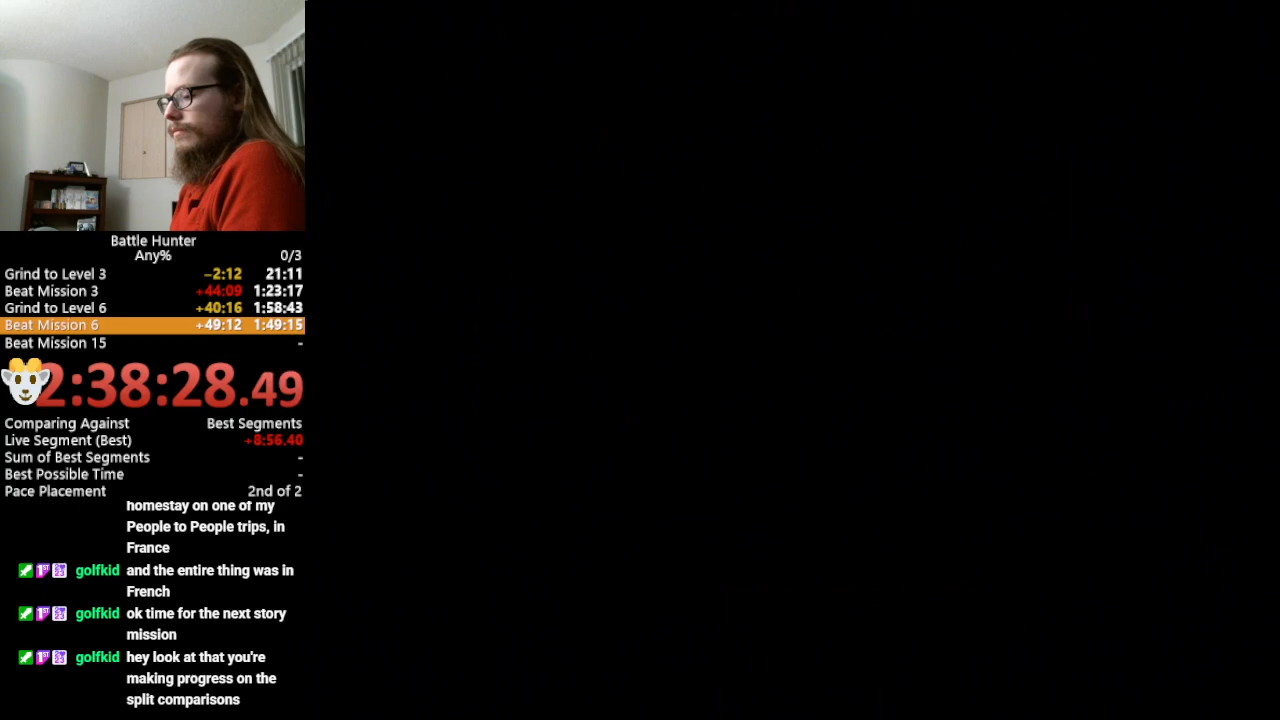 Battle Hunter
Any% 0/3
Grind to Level 3 -2:12 21:11
Beat Mission 3 +44:09 1:23:17
Grind to Level 6 +40:16 1:58:43
Beat Mission 6 +49:12 1:49:15
Beat Mission 15 -
2:38:28.49
Comparing Against Best Segments
Live Segment (Best) +8:56.40
Sum of Best Segments -
Best Possible Time -
Pace Placement 2nd of 2
homestay on one of my
People to People trips, in
France
golfkid and the entire thing was in
French
golfkid ok time for the next story
mission
golfkid hey look at that you're
making progress on the
split comparisons